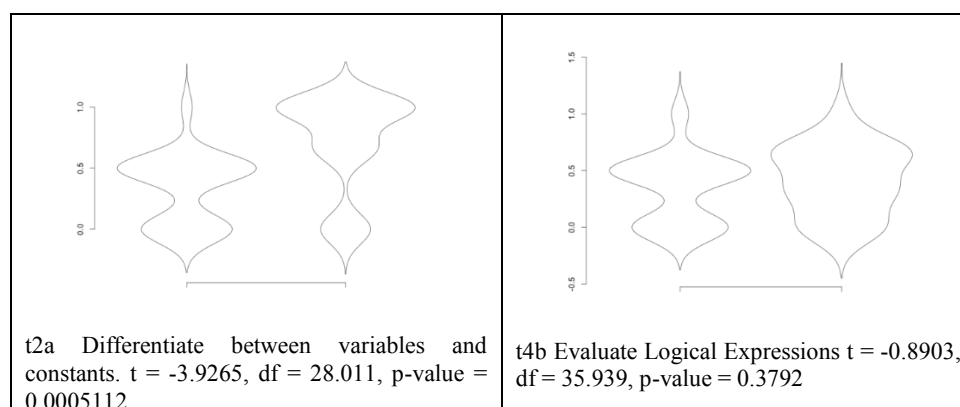 1.0
0.5
0.0
t2a Differentiate between variables and
constants. t = -3.9265, df = 28.011, p-value =
0.0005112
1.5
1.0
0.5
0.0
-0.5
t4b Evaluate Logical Expressions t = -0.8903,
df = 35.939, p-value = 0.3792